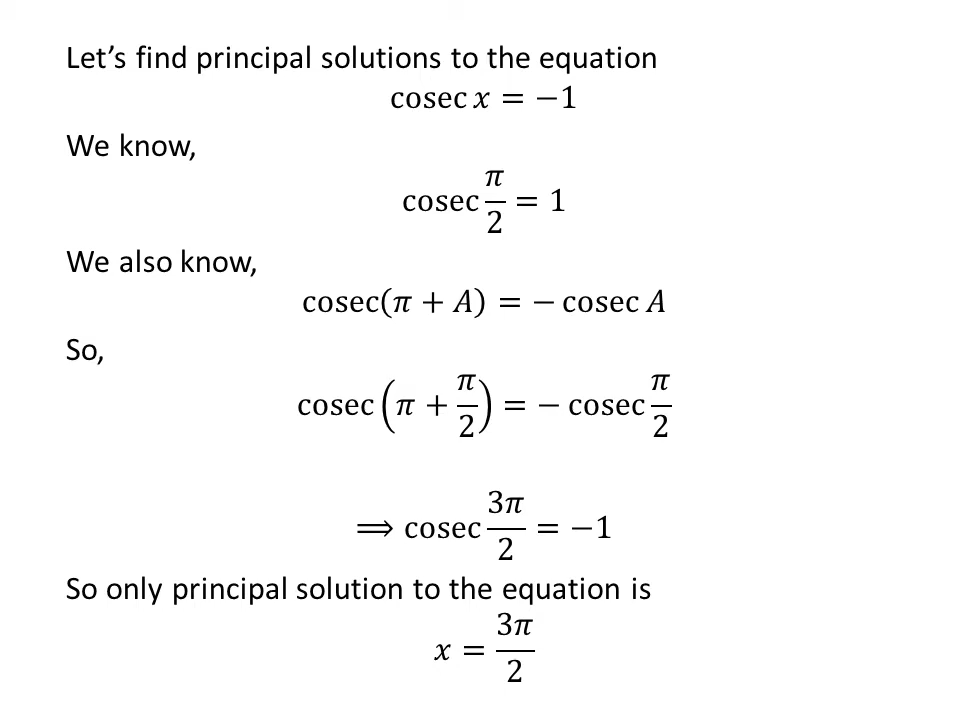 Let’s find principal solutions to the equation
cosec 𝑥 = −1
We know,
cosec π/2 = 1
We also know,
cosec(π + A) = − cosec A
So,
cosec (π + π/2) = − cosec π/2
⟹ cosec 3π/2 = −1
So only principal solution to the equation is
𝑥 = 3π/2